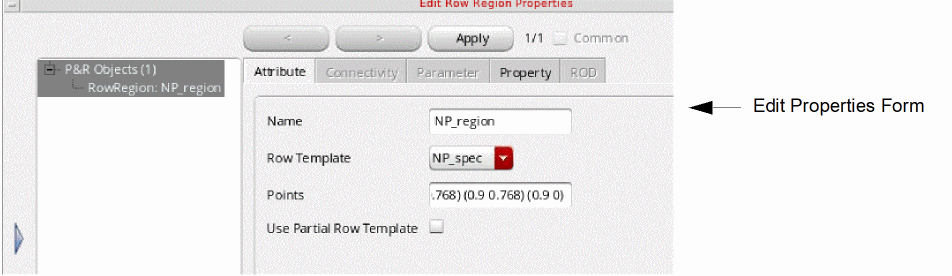 Edit Row Region Properties
< > Apply 1/1 Common
P&R Objects (1)
RowRegion: NP_region
Attribute Connectivity Parameter Property ROD
Edit Properties Form
Name NP_region
Row Template NP_spec
Points .768) (0.9 0.768) (0.9 0)
Use Partial Row Template